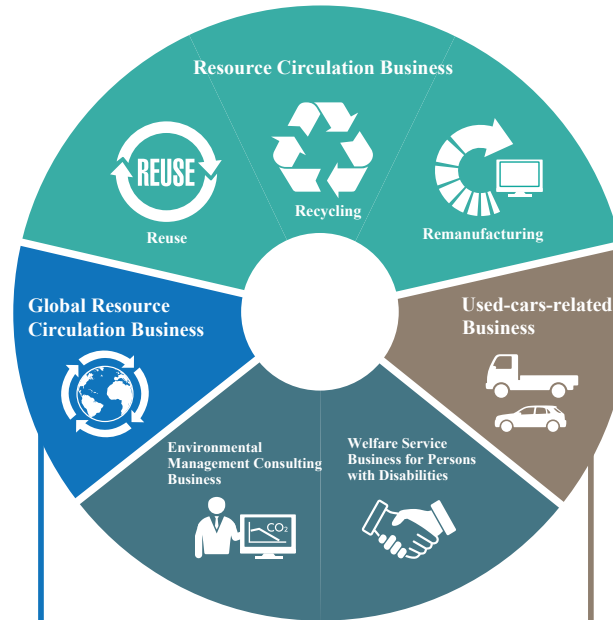 Resource Circulation Business
REUSE
Reuse
Recycling
Remanufacturing
Global Resource
Circulation Business
Used-cars-related
Business
Environmental
Management Consulting
Business
CO₂
Welfare Service
Business for Persons
with Disabilities